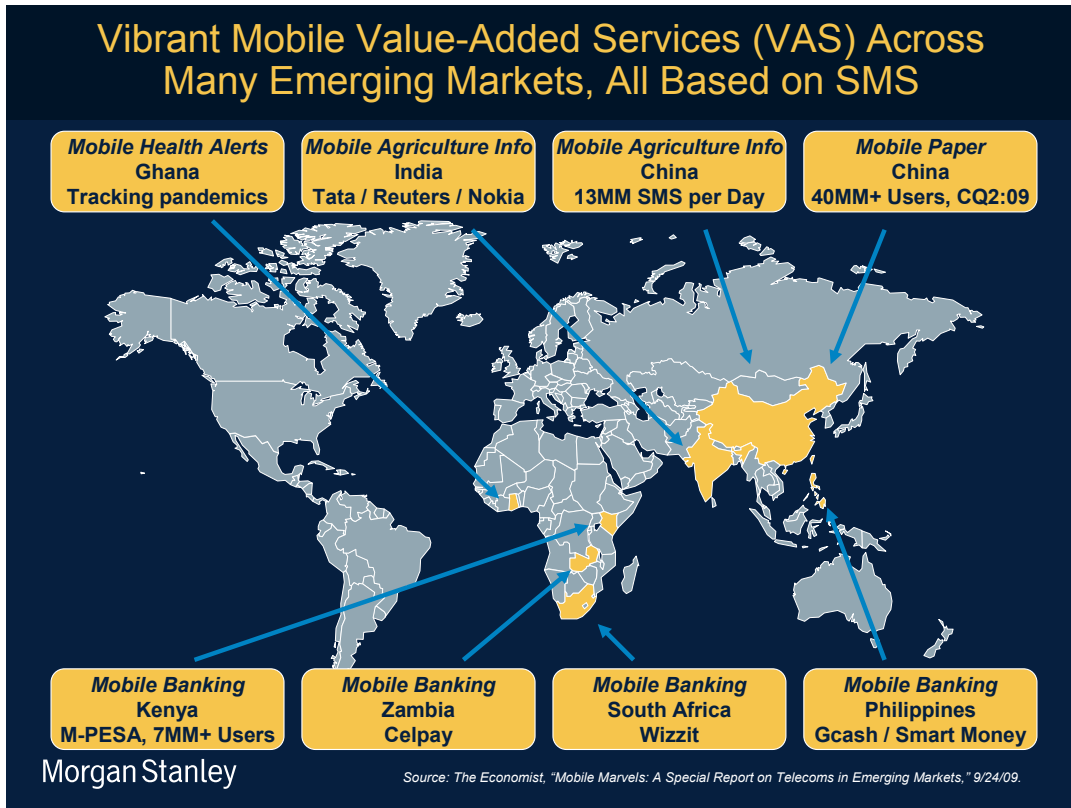 Vibrant Mobile Value-Added Services (VAS) Across
Many Emerging Markets, All Based on SMS
Mobile Health Alerts
Ghana
Tracking pandemics
Mobile Agriculture Info
India
Tata / Reuters / Nokia
Mobile Agriculture Info
China
13MM SMS per Day
Mobile Paper
China
40MM+ Users, CQ2:09
Mobile Banking
Kenya
M-PESA, 7MM+ Users
Mobile Banking
Zambia
Celpay
Mobile Banking
South Africa
Wizzit
Mobile Banking
Philippines
Gcash / Smart Money
Morgan Stanley
Source: The Economist, “Mobile Marvels: A Special Report on Telecoms in Emerging Markets,” 9/24/09.